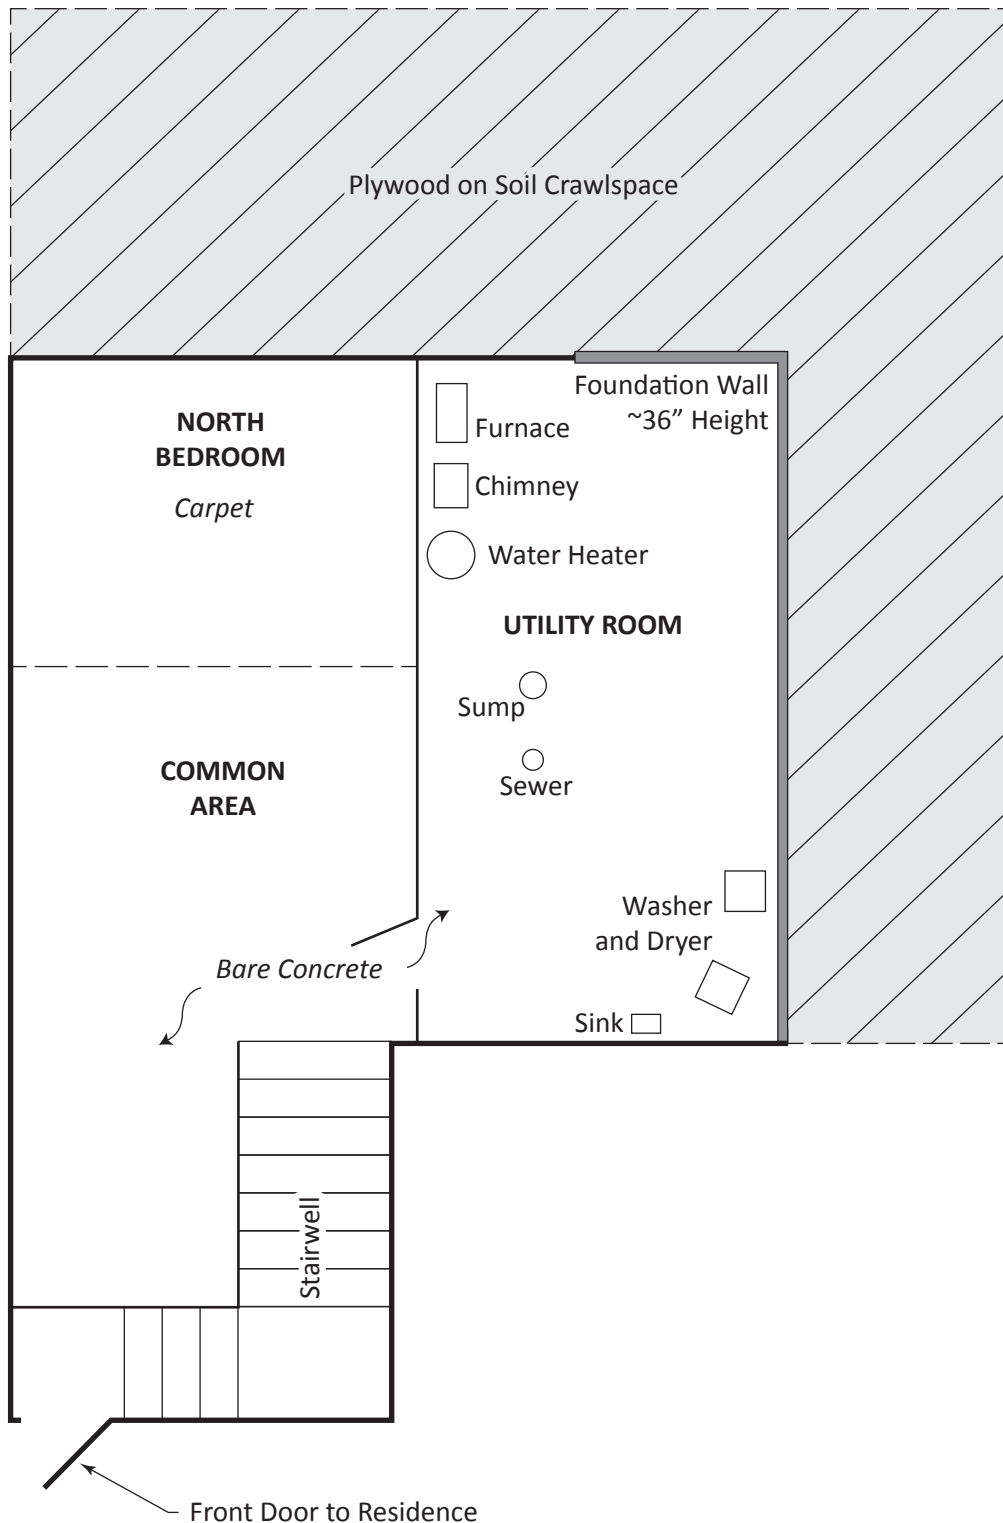 Plywood on Soil Crawlspace
Foundation Wall
~36” Height
NORTH
BEDROOM
Carpet
Furnace
Chimney
Water Heater
UTILITY ROOM
Sump
Sewer
COMMON
AREA
Washer
and Dryer
Bare Concrete
Sink
Stairwell
Front Door to Residence